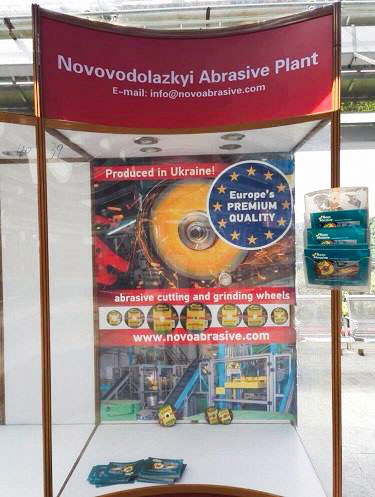 Novovodolazkyi Abrasive Plant
E-mail: info@novoabrasive.com
Produced in Ukraine!
Europe's
PREMIUM
QUALITY
abrasive cutting and grinding wheels
www.novoabrasive.com